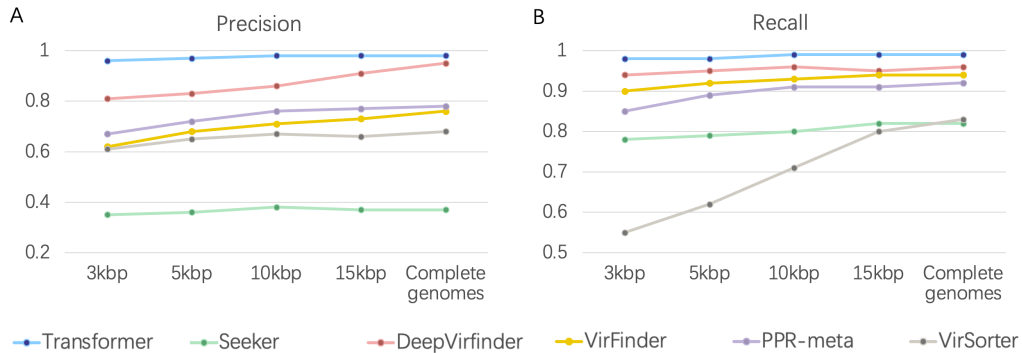 A
Precision
1
0.8
0.6
0.4
0.2
3kbp 5kbp 10kbp 15kbp Complete
genomes
B
Recall
1
0.9
0.8
0.7
0.6
0.5
3kbp 5kbp 10kbp 15kbp Complete
genomes
Transformer Seeker DeepVirfinder VirFinder PPR-meta VirSorter